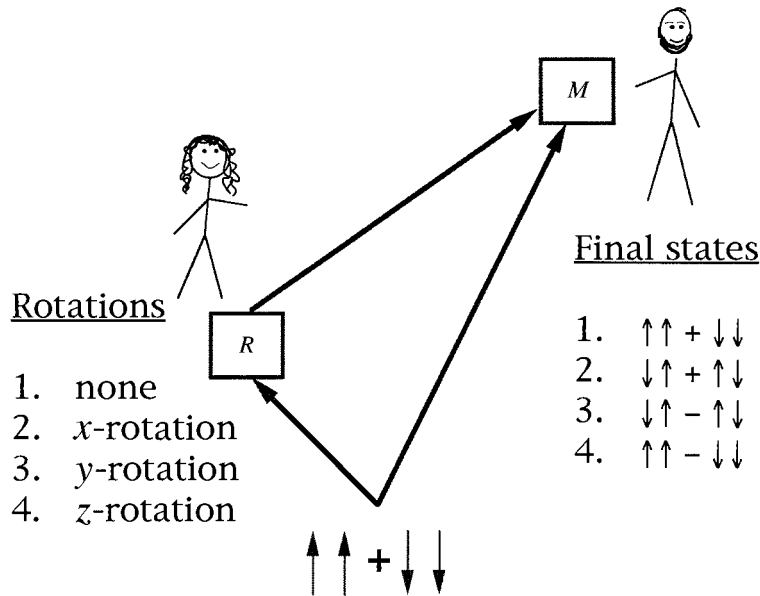 M
Final states
1. ↑↑ + ↓↓
2. ↓↑ + ↑↓
3. ↓↑ – ↑↓
4. ↑↑ – ↓↓
Rotations
R
1. none
2. x-rotation
3. y-rotation
4. z-rotation
↑↑ + ↓↓